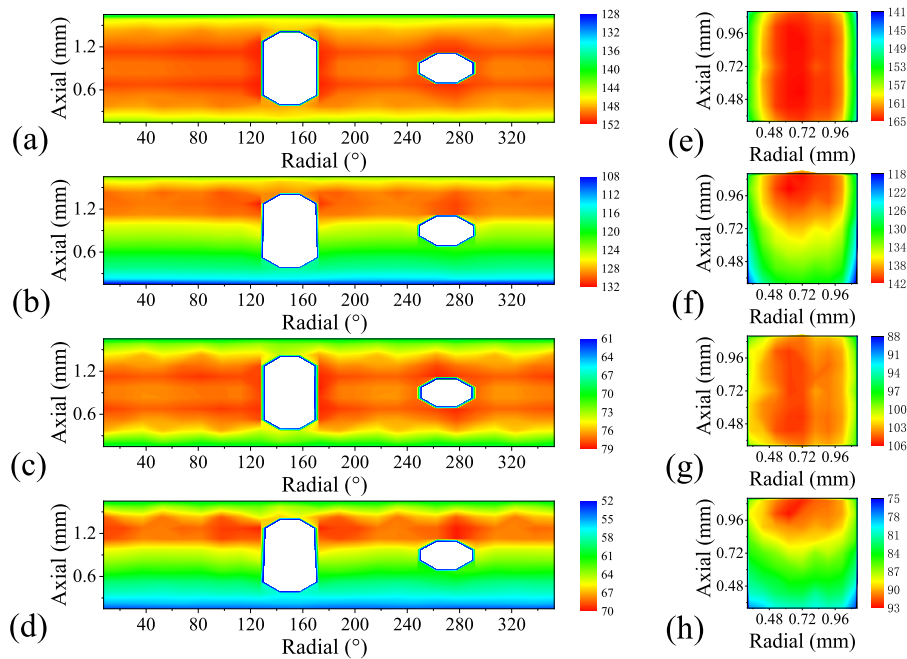 Axial (mm)
1.2
0.6
40 80 120 160 200 240 280 320
Radial (°)
(a)
128
132
136
140
144
148
152
Axial (mm)
0.96
0.72
0.48
0.48 0.72 0.96
Radial (mm)
(e)
141
145
149
153
157
161
165
Axial (mm)
1.2
0.6
40 80 120 160 200 240 280 320
Radial (°)
(b)
108
112
116
120
124
128
132
Axial (mm)
0.96
0.72
0.48
0.48 0.72 0.96
Radial (mm)
(f)
118
122
126
130
134
138
142
Axial (mm)
1.2
0.6
40 80 120 160 200 240 280 320
Radial (°)
(c)
61
64
67
70
73
76
79
Axial (mm)
0.96
0.72
0.48
0.48 0.72 0.96
Radial (mm)
(g)
88
91
94
97
100
103
106
Axial (mm)
1.2
0.6
40 80 120 160 200 240 280 320
Radial (°)
(d)
52
55
58
61
64
67
70
Axial (mm)
0.96
0.72
0.48
0.48 0.72 0.96
Radial (mm)
(h)
75
78
81
84
87
90
93